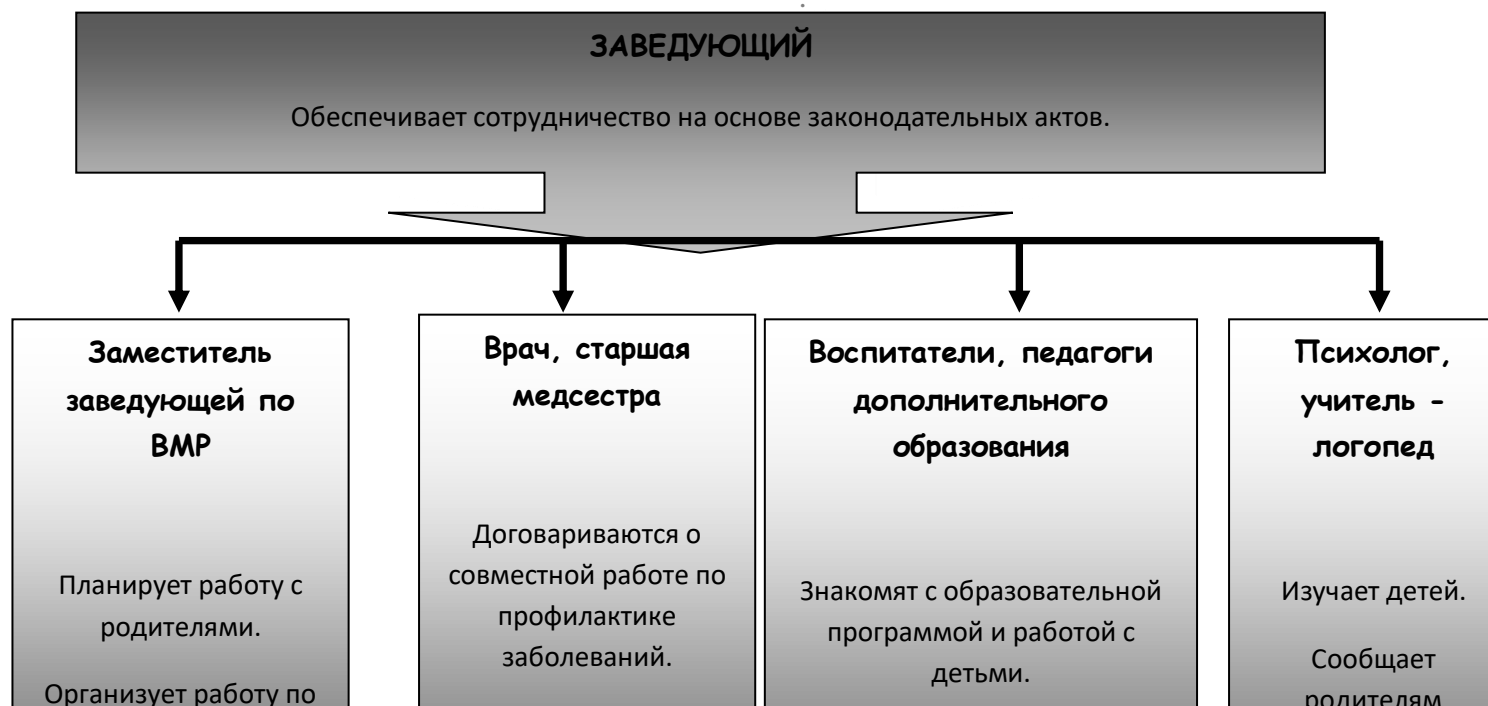 ЗАВЕДУЮЩИЙ
Обеспечивает сотрудничество на основе законодательных актов.
Заместитель
заведующей по
ВМР
Планирует работу с
родителями.
Организует работу по
Врач, старшая
медсестра
Договариваются о
совместной работе по
профилактике
заболеваний.
Воспитатели, педагоги
дополнительного
образования
Знакомят с образовательной
программой и работой с
детьми.
Психолог,
учитель -
логопед
Изучает детей.
Сообщает
родителям